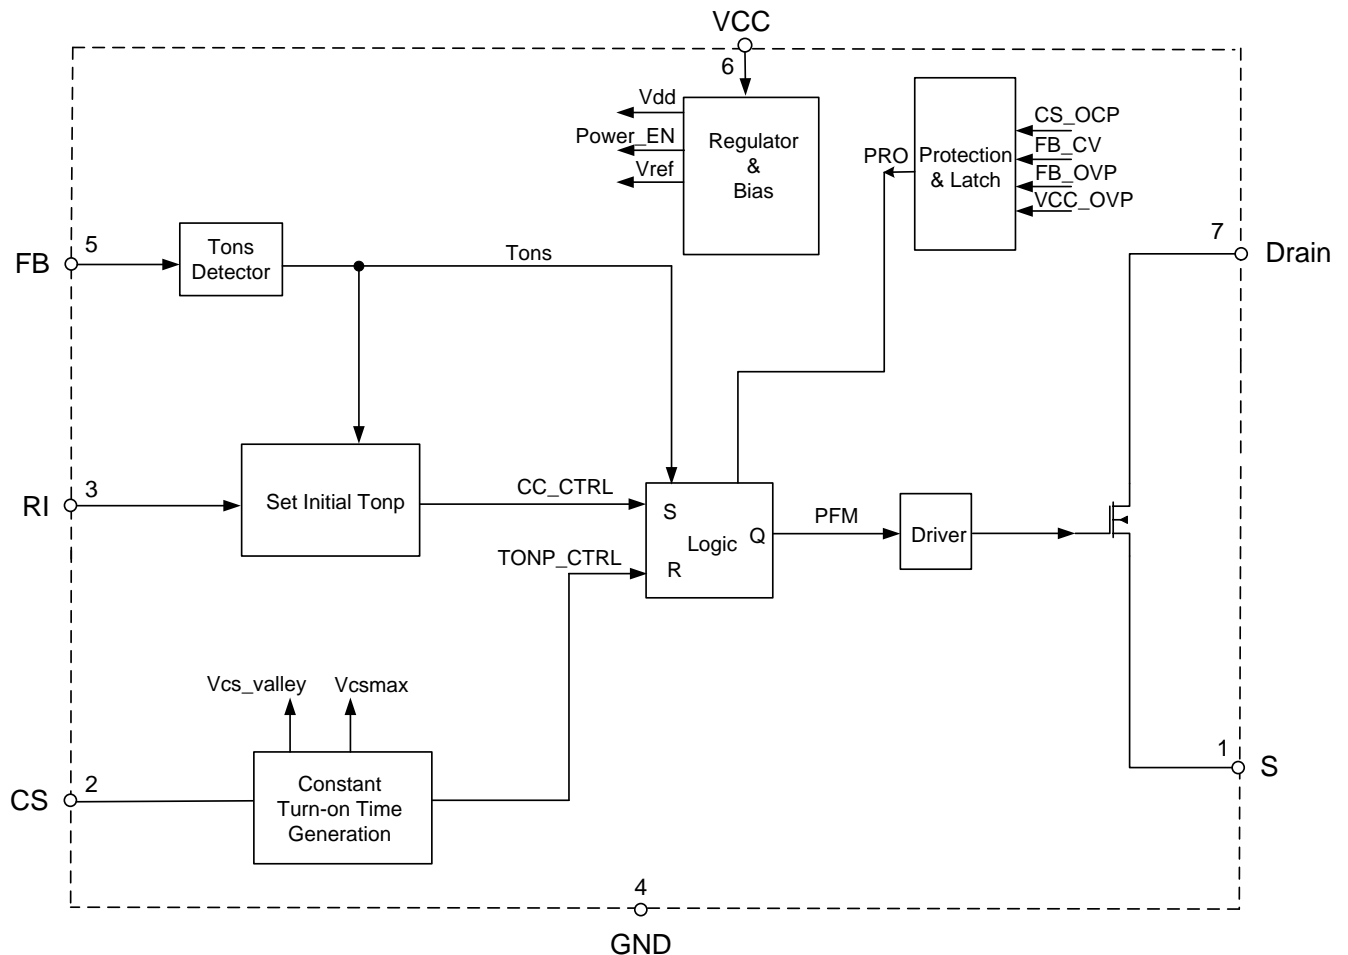 VCC
6
Vdd
Power_EN
Vref
Regulator
&
Bias
PRO
Protection
& Latch
CS_OCP
FB_CV
FB_OVP
VCC_OVP
7
Drain
FB
5
Tons
Detector
Tons
RI
3
Set Initial Tonp
CC_CTRL
TONP_CTRL
S
R
Logic
Q
PFM
Driver
Vcs_valley
Vcsmax
CS
2
Constant
Turn-on Time
Generation
1
S
4
GND